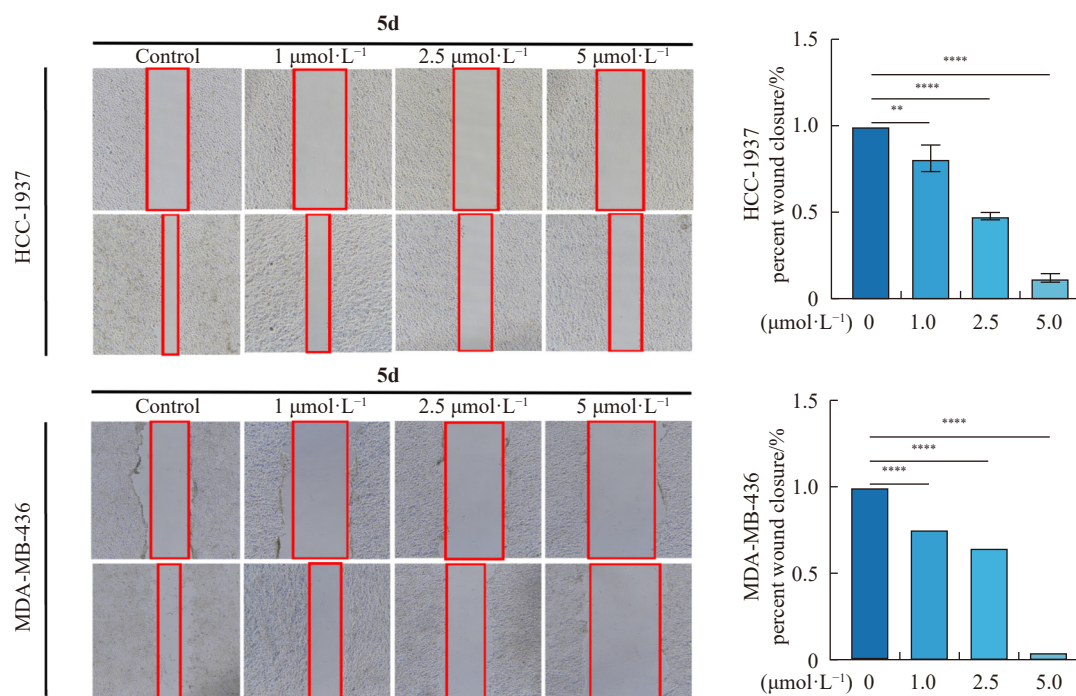 5d
Control 1 μmol·L⁻¹ 2.5 μmol·L⁻¹ 5 μmol·L⁻¹
HCC-1937
HCC-1937
percent wound closure/%
1.5
1.0
0.5
0
****
****
**
(μmol·L⁻¹) 0 1.0 2.5 5.0
5d
Control 1 μmol·L⁻¹ 2.5 μmol·L⁻¹ 5 μmol·L⁻¹
MDA-MB-436
MDA-MB-436
percent wound closure/%
1.5
1.0
0.5
0
****
****
****
(μmol·L⁻¹) 0 1.0 2.5 5.0